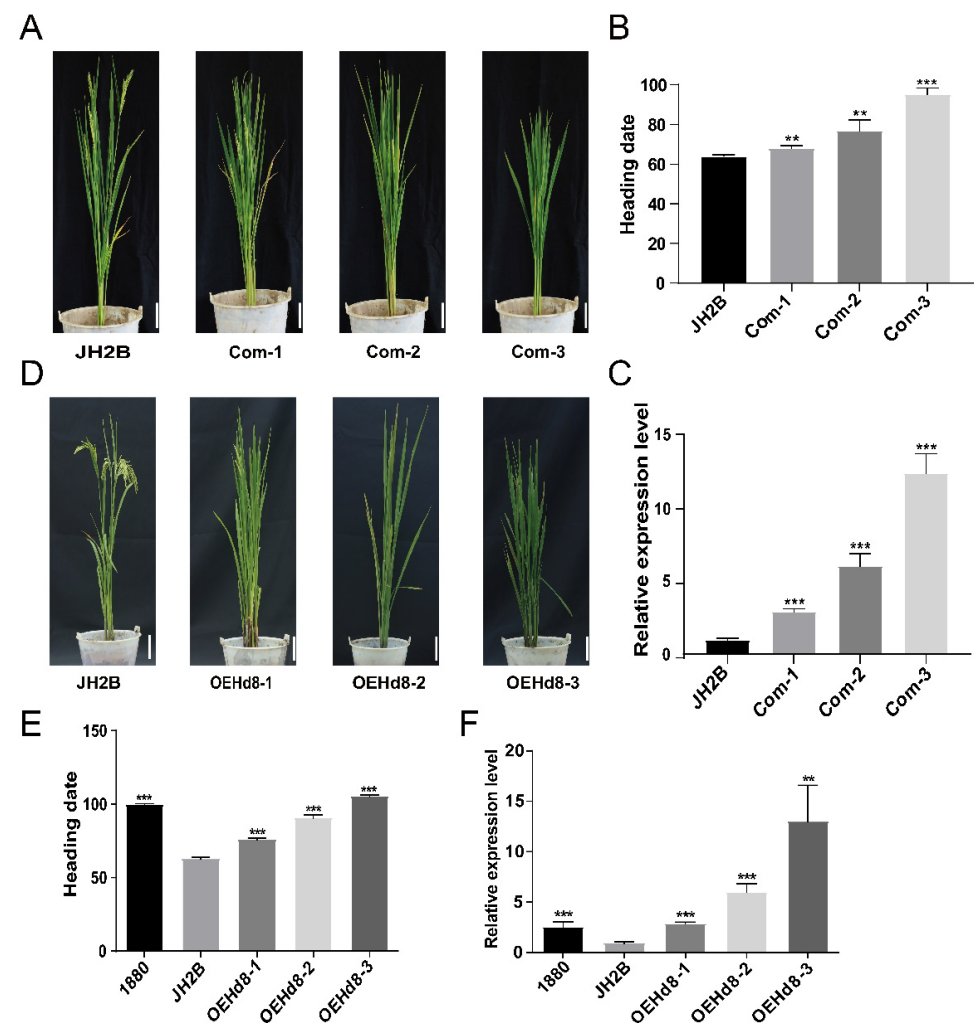 A
JH2B
Com-1
Com-2
Com-3
B
Heading date
100
80
60
40
20
0
**
**
***
JH2B
Com-1
Com-2
Com-3
D
JH2B
OEHd8-1
OEHd8-2
OEHd8-3
C
Relative expression level
15
10
5
0
***
***
***
JH2B
Com-1
Com-2
Com-3
E
Heading date
150
100
50
0
***
***
***
***
1880
JH2B
OEHd8-1
OEHd8-2
OEHd8-3
F
Relative expression level
20
15
10
5
0
***
***
***
**
1880
JH2B
OEHd8-1
OEHd8-2
OEHd8-3